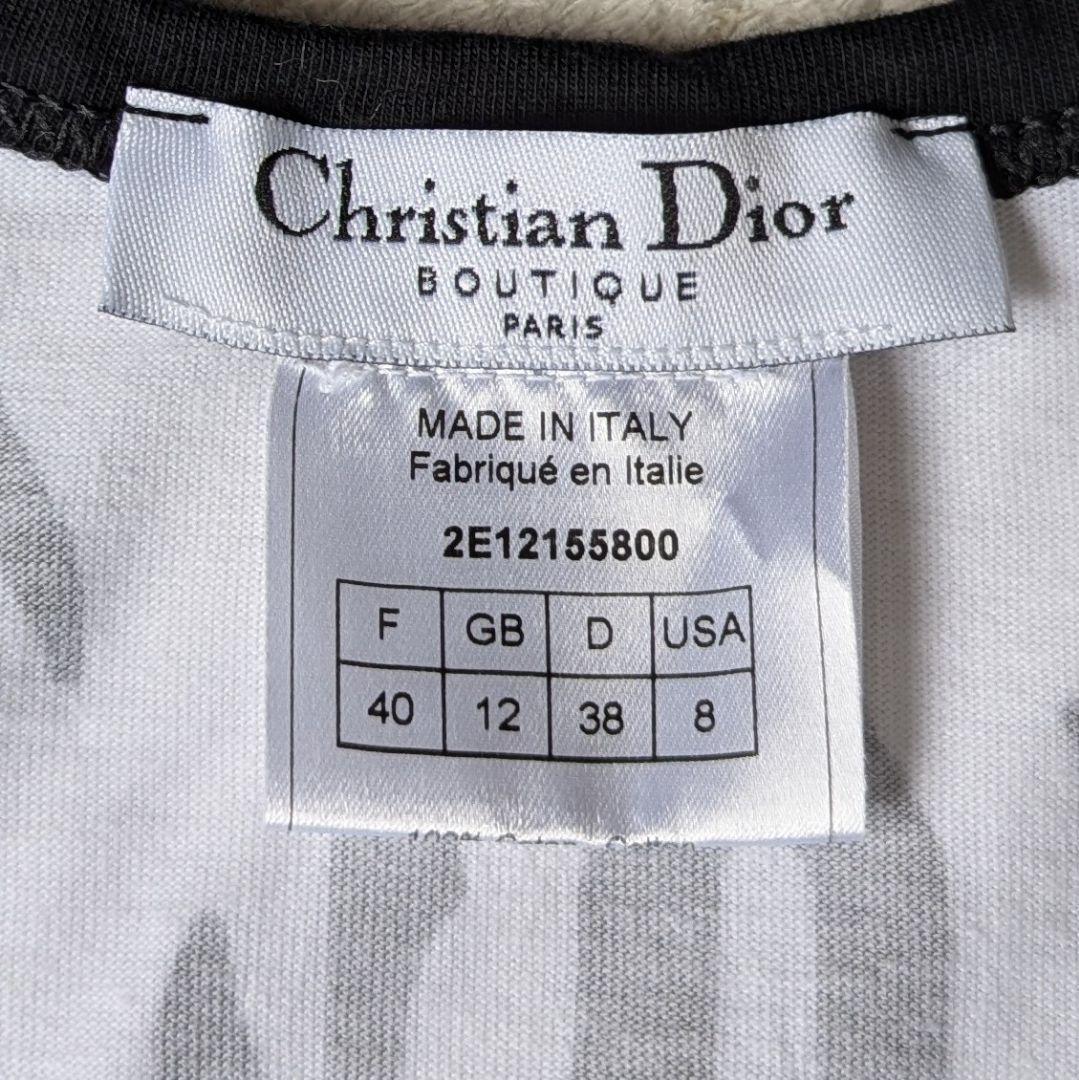 Christian Dior
BOUTIQUE
PARIS
MADE IN ITALY
Fabriqué en Italie
2E12155800
F GB D USA
40 12 38 8